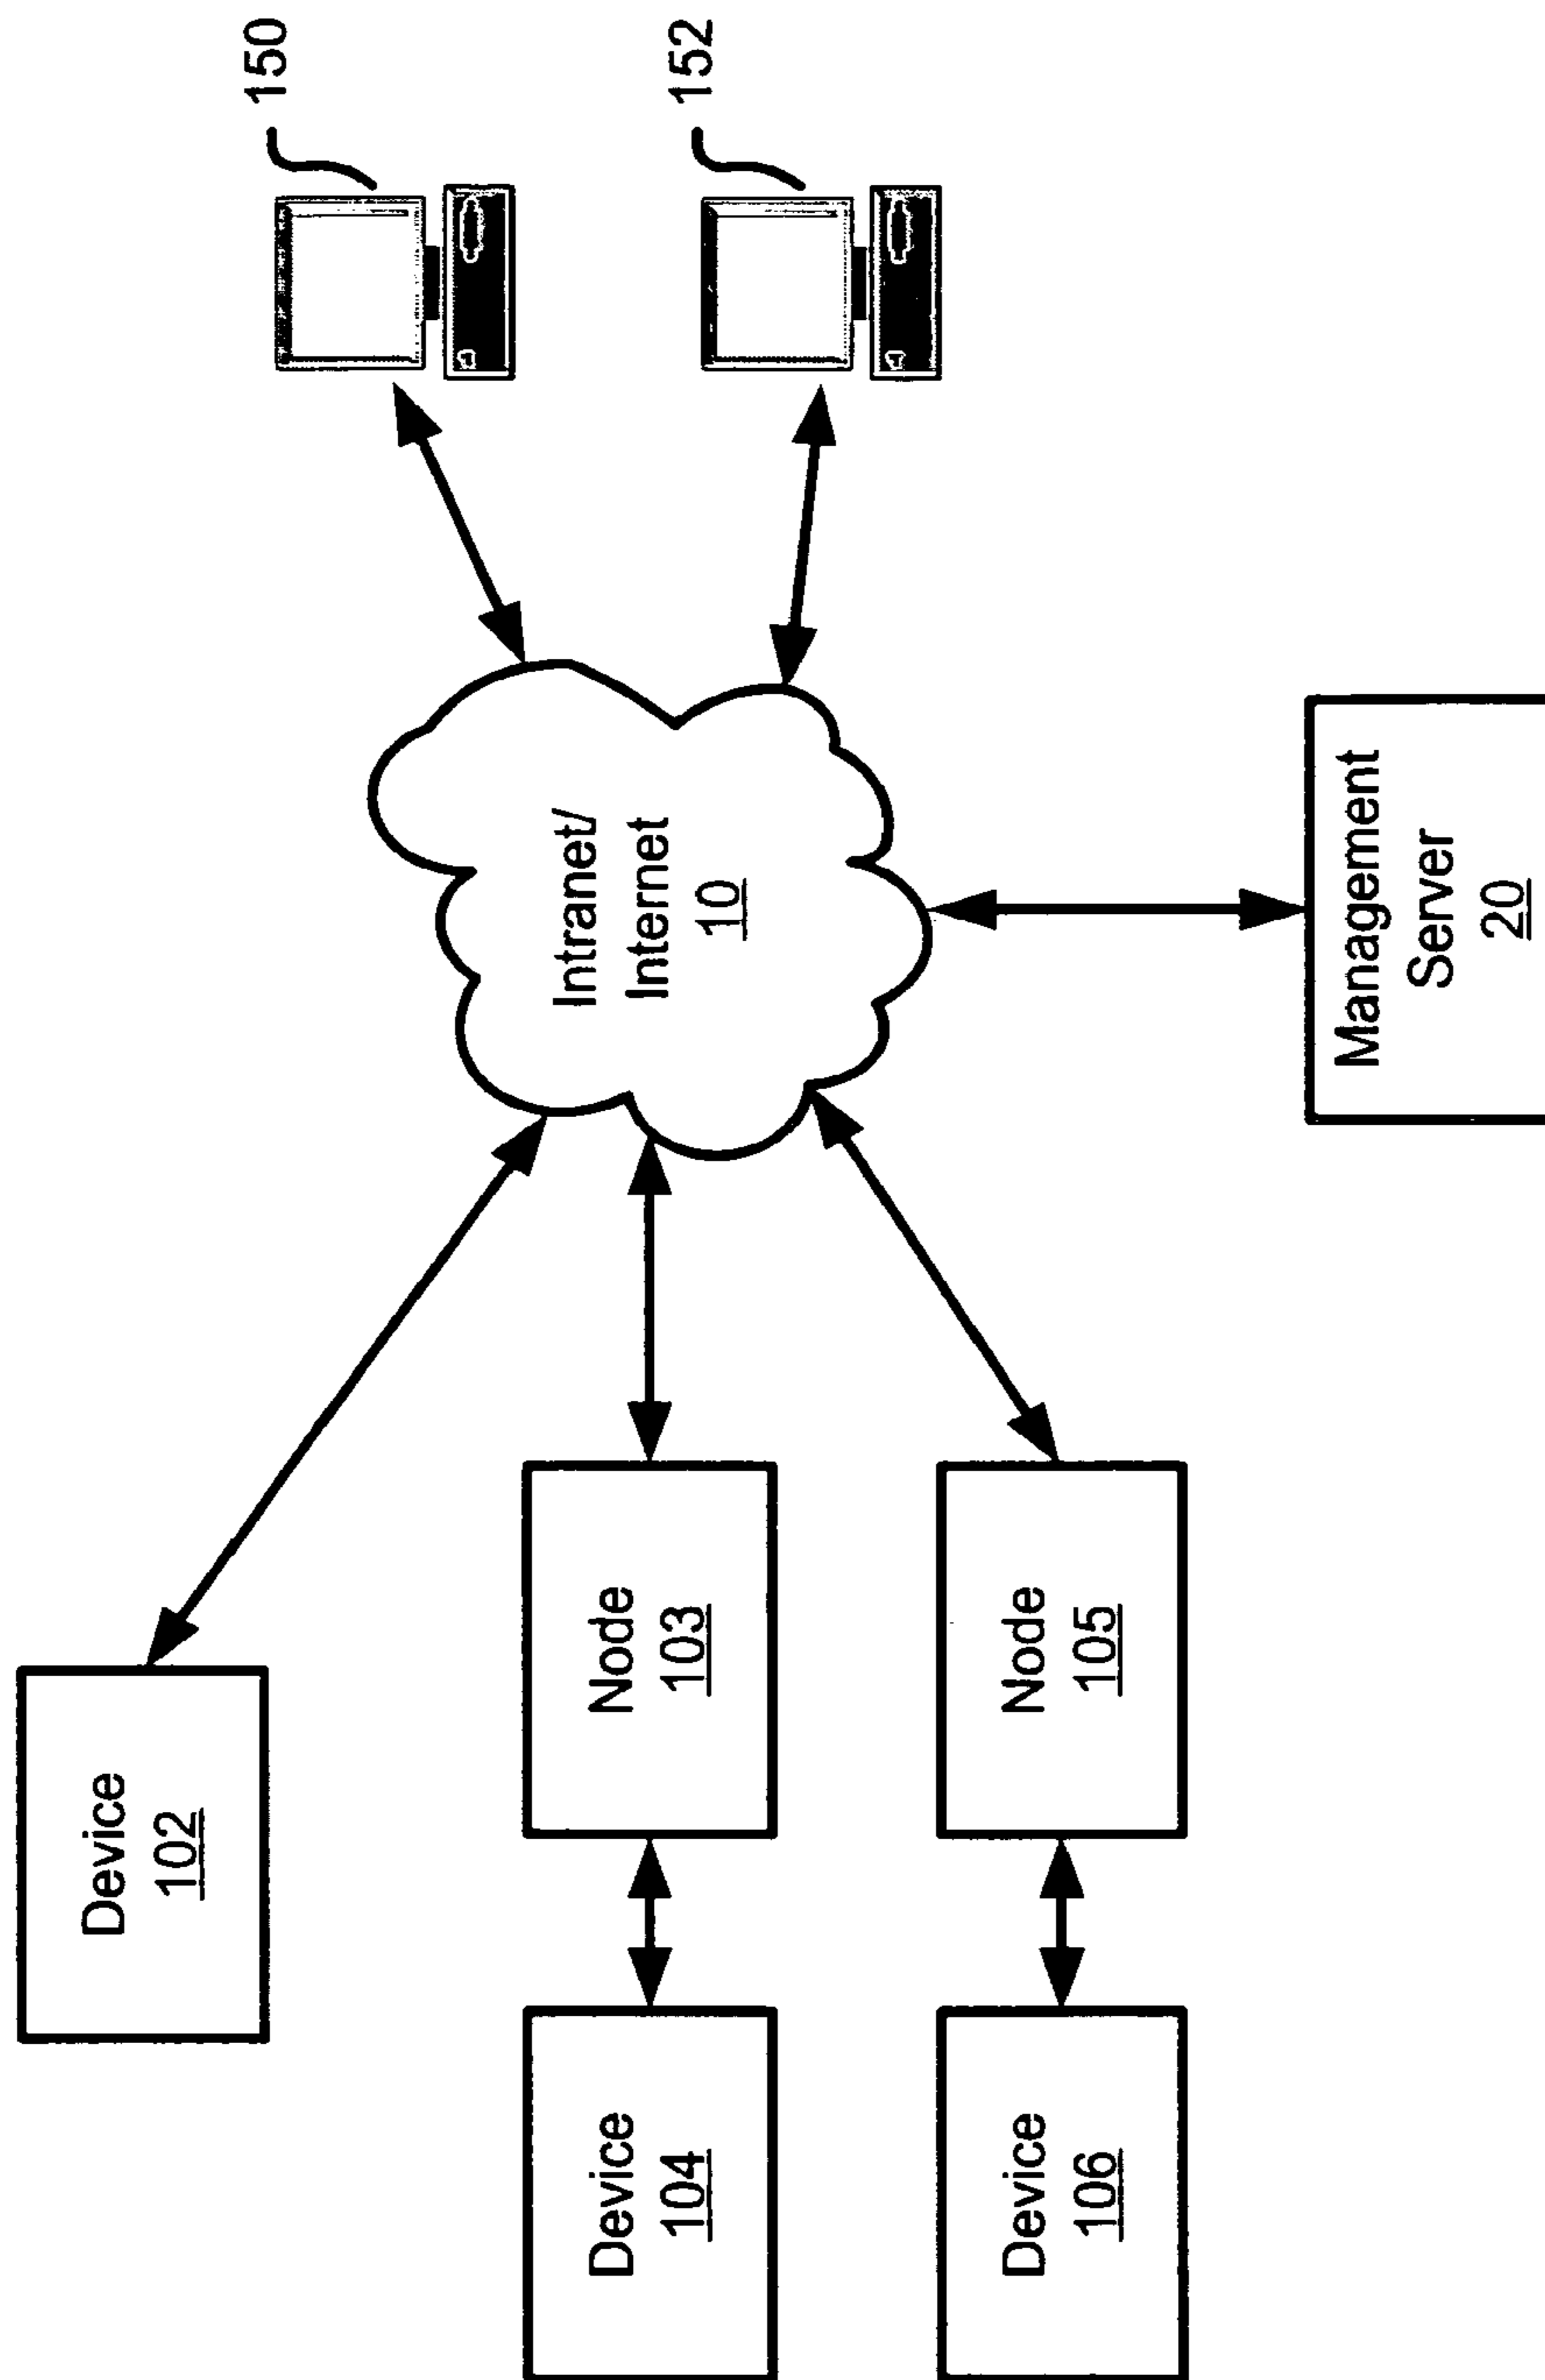 150
152
Intranet/
Internet
10
Management
Server
20
Device
102
Node
103
Node
105
Device
104
Device
106